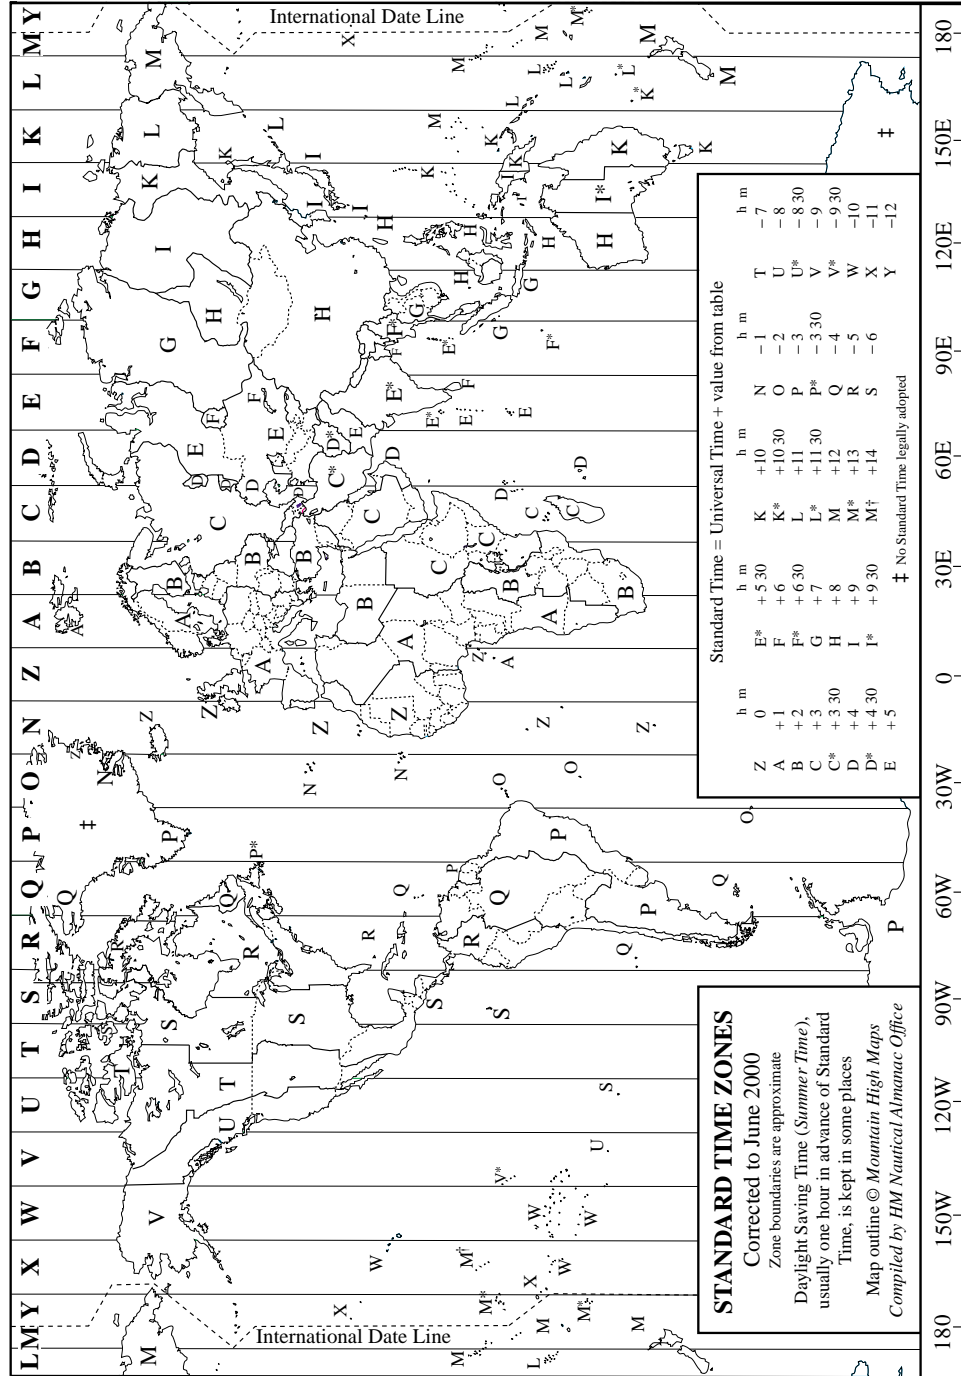 L M Y X W V U T S R Q P O N Z A B C D E F G H I K L M Y
International Date Line
International Date Line
M V T R Q ‡ N Z Z A A B C D E G I K L M
S P T U S R Q P* Z A B B D E F F H H K L I
X W N N Z B A B C C* D D* E E* H I I H K X
M* M† V* W X W M M* L M U S S S R Q R Q P P Q P Q O O O Z Z Z A C B A B C C D E E* F F* F* G G G H H H H I* K K L M M* L* M K
P ‡
STANDARD TIME ZONES
Corrected to June 2000
Zone boundaries are approximate
Daylight Saving Time (Summer Time),
usually one hour in advance of Standard
Time, is kept in some places
Map outline © Mountain High Maps
Compiled by HM Nautical Almanac Office
Standard Time = Universal Time + value from table
h m h m h m h m h m
Z 0 E* + 5 30 K +10 N − 1 T − 7
A + 1 F + 6 K* +10 30 O − 2 U − 8
B + 2 F* + 6 30 L +11 P − 3 U* − 8 30
C + 3 G + 7 L* +11 30 P* − 3 30 V − 9
C* + 3 30 H + 8 M +12 Q − 4 V* − 9 30
D + 4 I + 9 M* +13 R − 5 W −10
D* + 4 30 I* + 9 30 M† +14 S − 6 X −11
E + 5 ‡ No Standard Time legally adopted Y −12
180 150W 120W 90W 60W 30W 0 30E 60E 90E 120E 150E 180